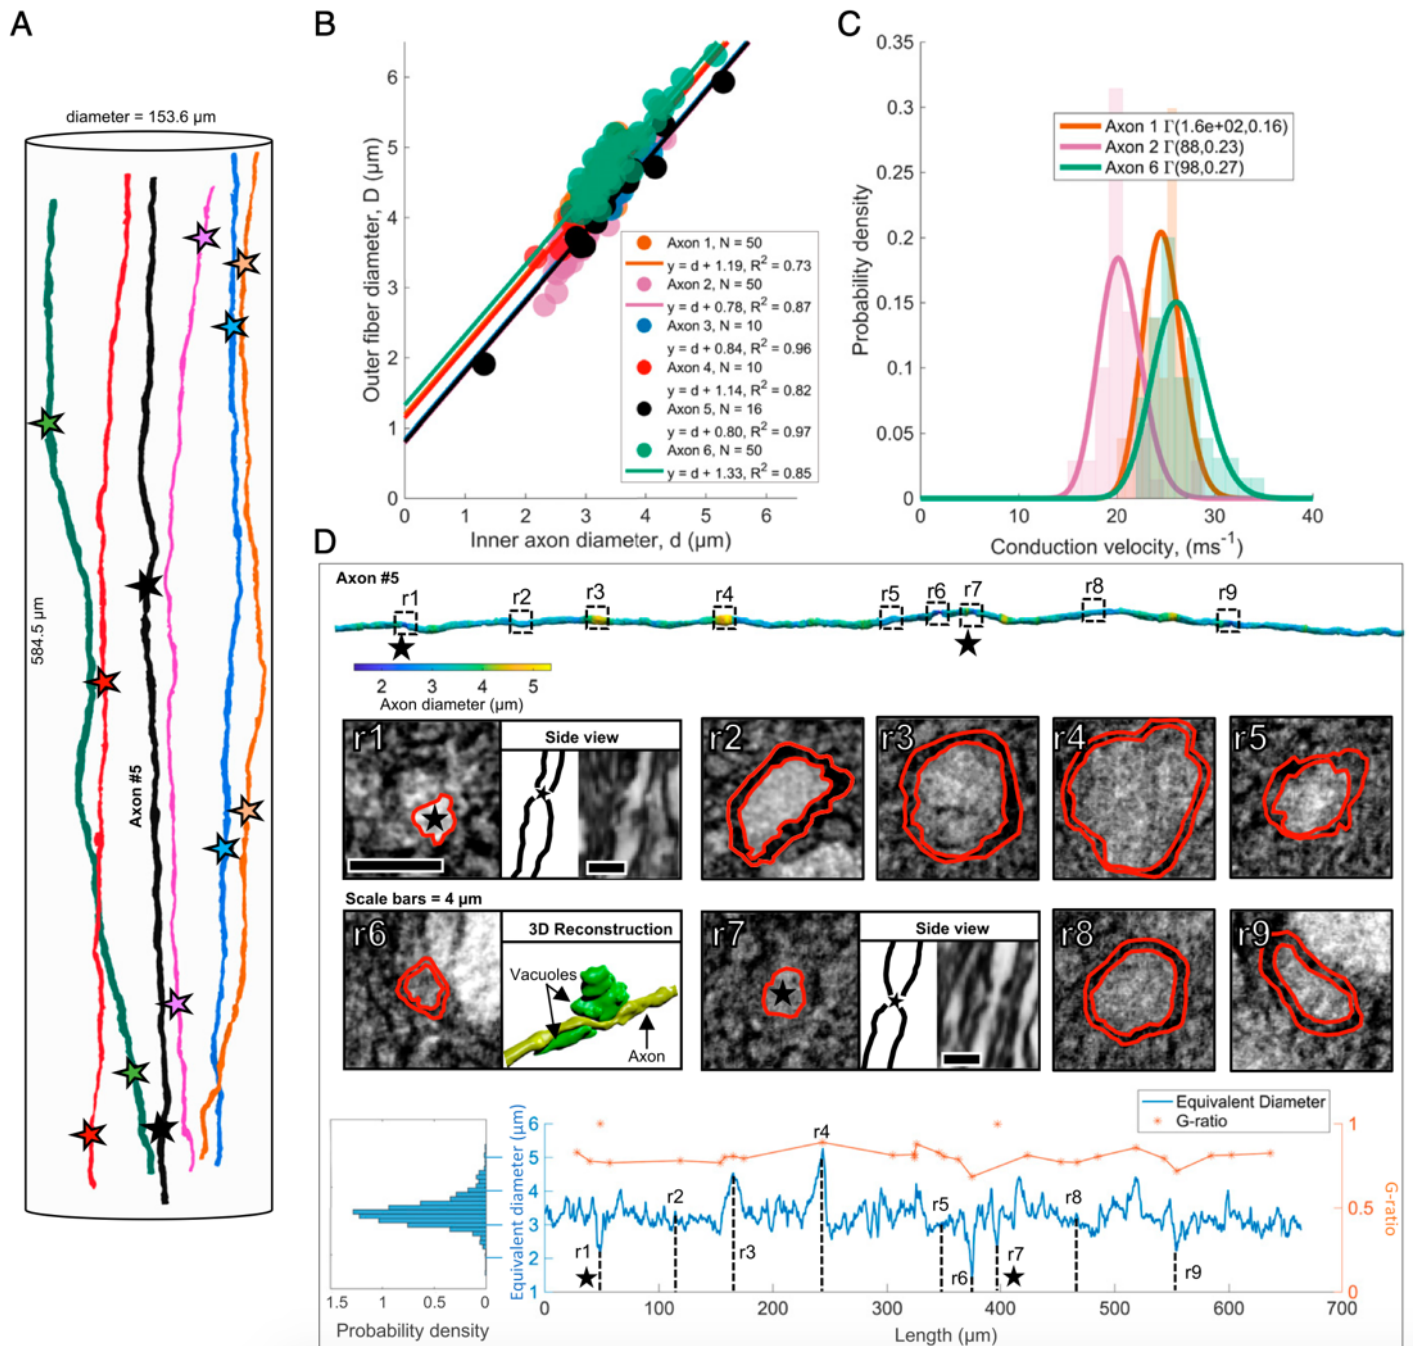 A
diameter = 153.6 µm
584.5 µm
Axon #5
B
Outer fiber diameter, D (µm)
6
5
4
3
2
1
0
0 1 2 3 4 5 6
Inner axon diameter, d (µm)
Axon 1, N = 50
y = d + 1.19, R² = 0.73
Axon 2, N = 50
y = d + 0.78, R² = 0.87
Axon 3, N = 10
y = d + 0.84, R² = 0.96
Axon 4, N = 10
y = d + 1.14, R² = 0.82
Axon 5, N = 16
y = d + 0.80, R² = 0.97
Axon 6, N = 50
y = d + 1.33, R² = 0.85
C
Probability density
0.35
0.3
0.25
0.2
0.15
0.1
0.05
0
0 10 20 30 40
Conduction velocity, (ms⁻¹)
Axon 1 Γ(1.6e+02,0.16)
Axon 2 Γ(88,0.23)
Axon 6 Γ(98,0.27)
D
Axon #5
r1 r2 r3 r4 r5 r6 r7 r8 r9
2 3 4 5
Axon diameter (µm)
r1
Side view
r2
r3
r4
r5
Scale bars = 4 µm
r6
3D Reconstruction
Vacuoles
Axon
r7
Side view
r8
r9
1.5 1 0.5 0
Probability density
Equivalent diameter (µm)
6
5
4
3
2
1
Equivalent Diameter
G-ratio
r1
r2
r3
r4
r5
r6
r7
r8
r9
1
0.5
0
G-ratio
0 100 200 300 400 500 600 700
Length (µm)